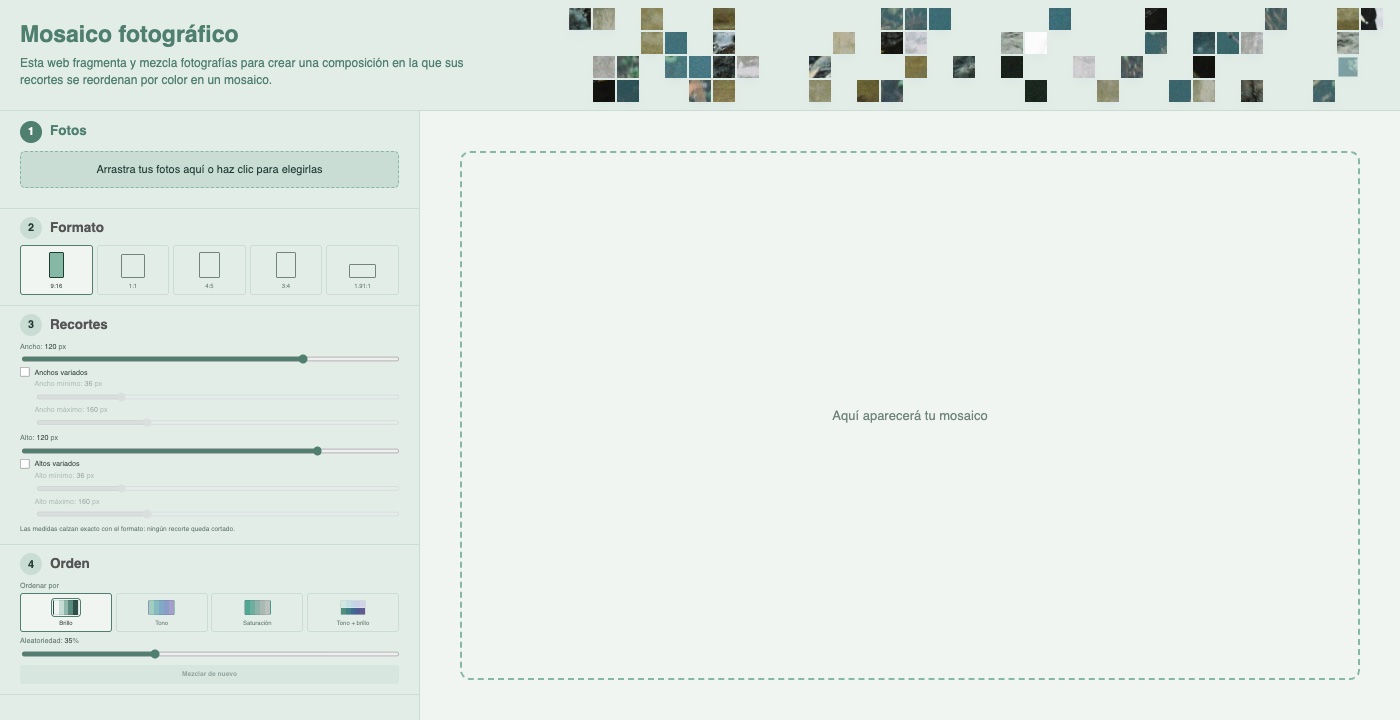 Mosaico fotográfico
Esta web fragmenta y mezcla fotografías para crear una composición en la que sus
recortes se reordenan por color en un mosaico.
1 Fotos
Arrastra tus fotos aquí o haz clic para elegirlas
2 Formato
9:16 1:1 4:5 3:4 1.91:1
3 Recortes
Ancho: 120 px
Anchos variados
Ancho mínimo: 36 px
Ancho máximo: 160 px
Alto: 120 px
Altos variados
Alto mínimo: 36 px
Alto máximo: 160 px
Las medidas calzan exacto con el formato: ningún recorte queda cortado.
4 Orden
Ordenar por
Brillo Tono Saturación Tono + brillo
Aleatoriedad: 35%
Mezclar de nuevo
Aquí aparecerá tu mosaico